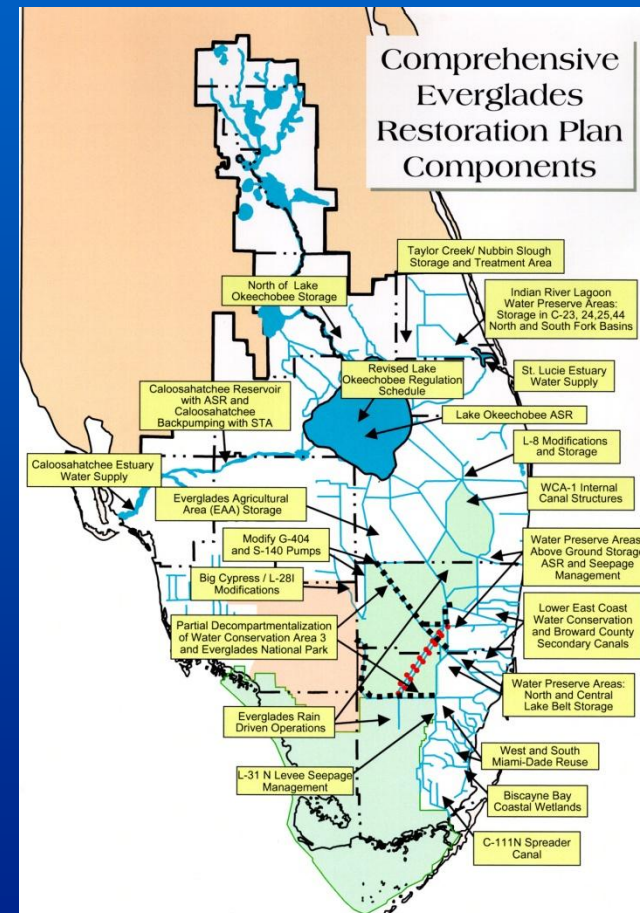 Comprehensive
Everglades
Restoration Plan
Components
Taylor Creek/ Nubbin Slough
Storage and Treatment Area
North of Lake
Okeechobee Storage
Indian River Lagoon
Water Preserve Areas:
Storage in C-23, 24,25,44
North and South Fork Basins
Revised Lake
Okeechobee Regulation
Schedule
St. Lucie Estuary
Water Supply
Caloosahatchee Reservoir
with ASR and
Caloosahatchee
Backpumping with STA
Lake Okeechobee ASR
L-8 Modifications
and Storage
Caloosahatchee Estuary
Water Supply
WCA-1 Internal
Canal Structures
Everglades Agricultural
Area (EAA) Storage
Modify G-404
and S-140 Pumps
Water Preserve Areas
Above Ground Storage
ASR and Seepage
Management
Big Cypress / L-28I
Modifications
Lower East Coast
Water Conservation
and Broward County
Secondary Canals
Partial Decompartmentalization
of Water Conservation Area 3
and Everglades National Park
Water Preserve Areas:
North and Central
Lake Belt Storage
Everglades Rain
Driven Operations
West and South
Miami-Dade Reuse
L-31 N Levee Seepage
Management
Biscayne Bay
Coastal Wetlands
C-111N Spreader
Canal